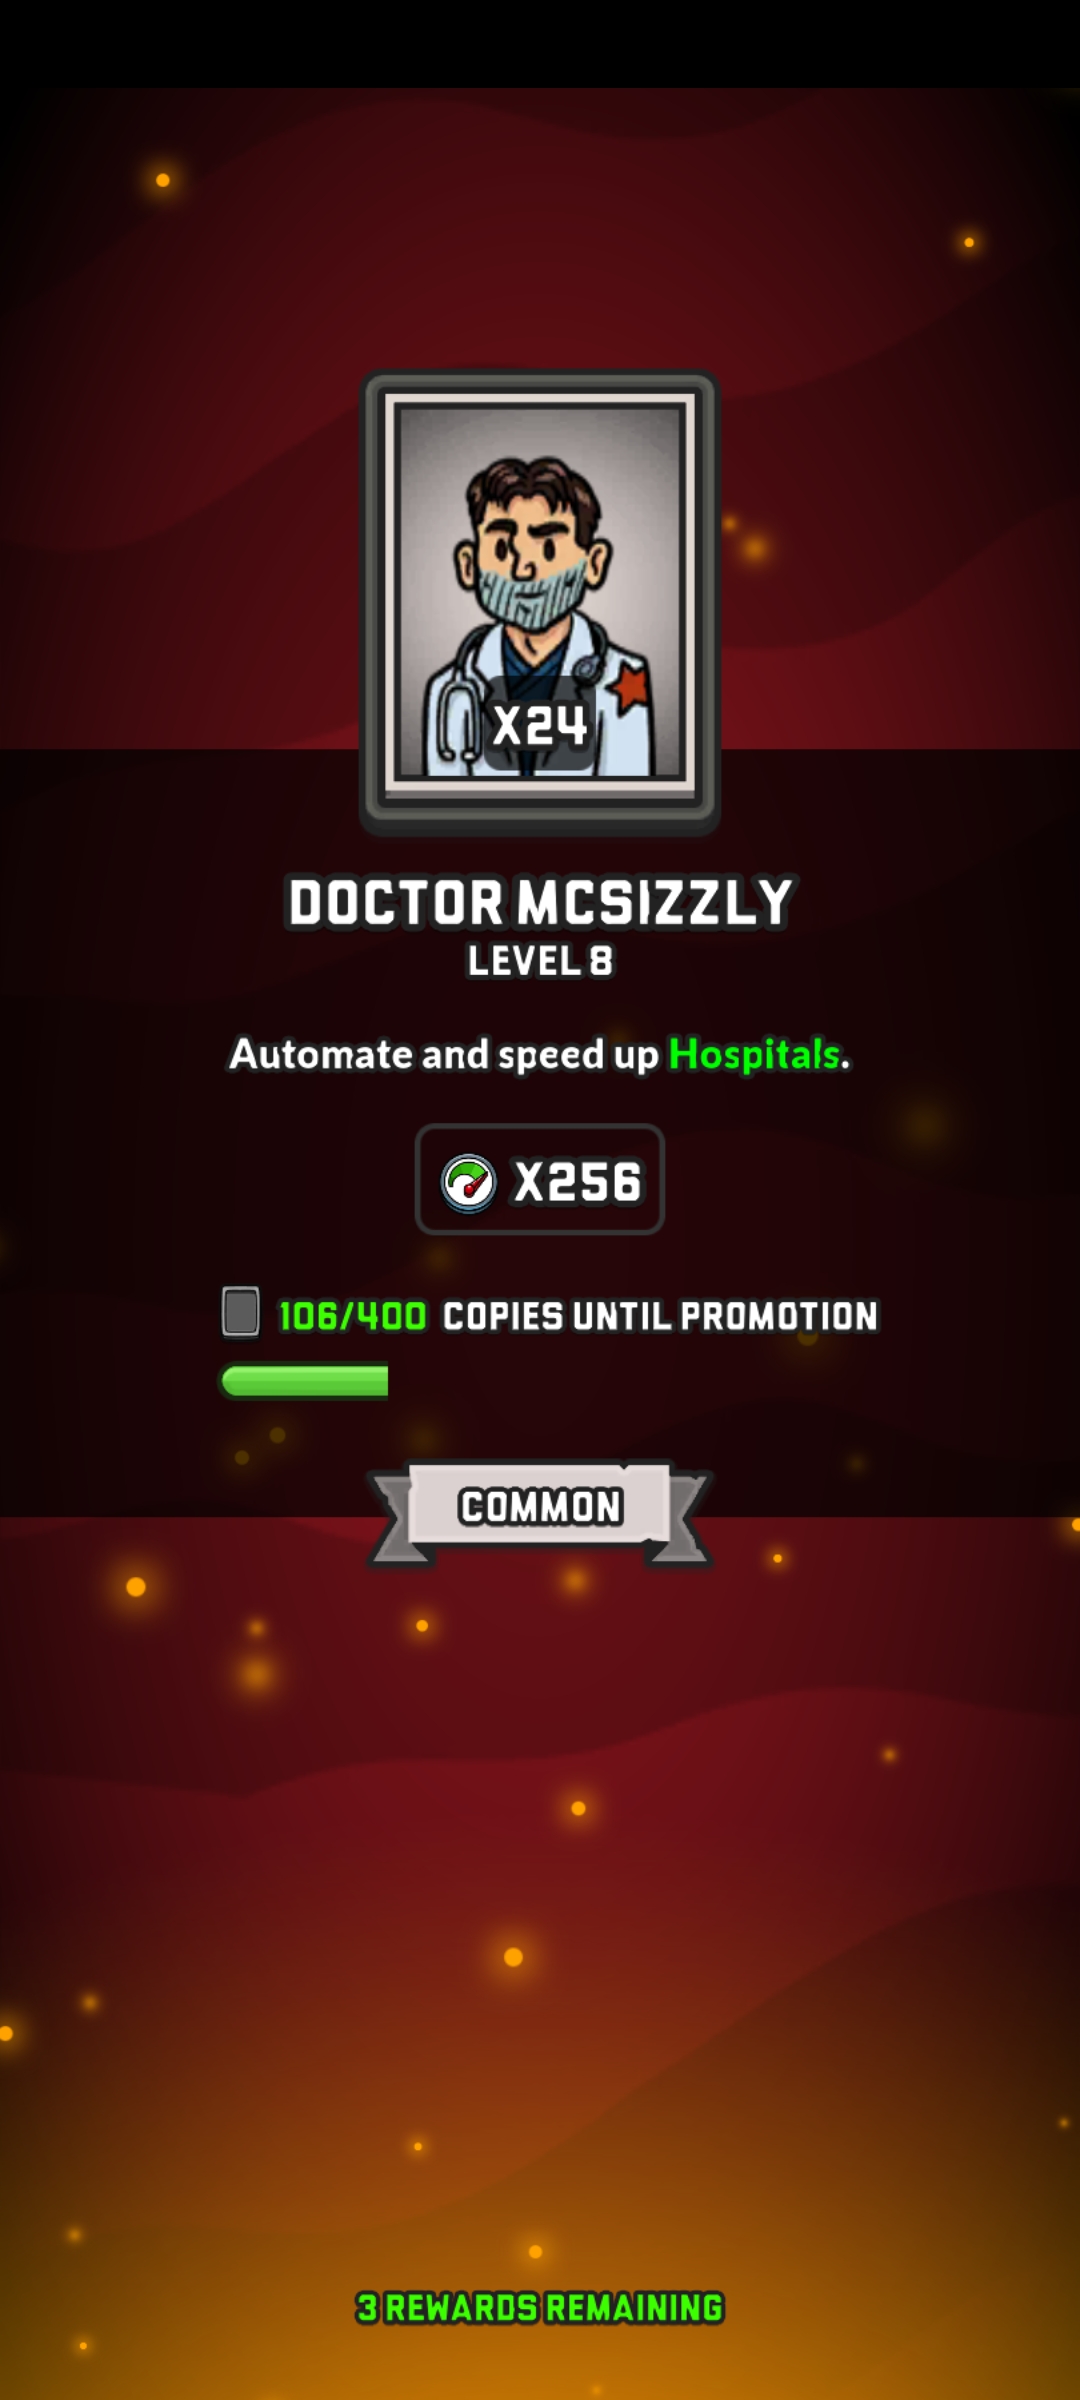 X24
DOCTOR MCSIZZLY
LEVEL 8
Automate and speed up Hospitals.
X256
106/400 COPIES UNTIL PROMOTION
COMMON
3 REWARDS REMAINING